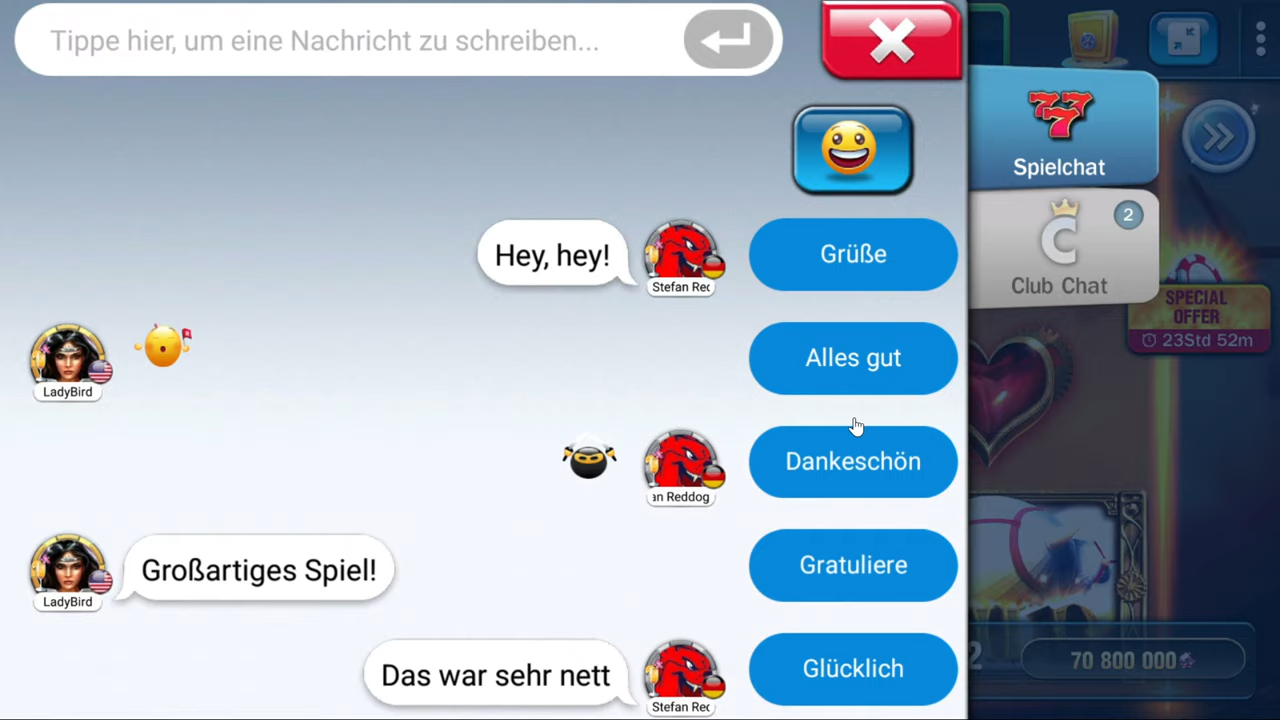 Tippe hier, um eine Nachricht zu schreiben...
777
Spielchat
2
Club Chat
SPECIAL
OFFER
23Std 52m
Hey, hey!
Stefan Rec
Grüße
LadyBird
Alles gut
an Reddog
Dankeschön
LadyBird
Großartiges Spiel!
Gratuliere
Das war sehr nett
Stefan Rec
Glücklich
2
70 800 000